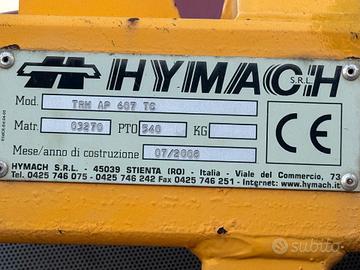 HYMACH S.R.L.
Mod. TRM AP 607 TG
Matr. 03270 PTO 540 KG
Mese/anno di costruzione 07/2008
CE
HYMACH S.R.L. - 45039 STIENTA (RO) - Italia - Viale del Commercio, 73
Tel. 0425 746 075 - 0425 746 242 Fax 0425 746 251 - Internet: www.hymach.it
subito